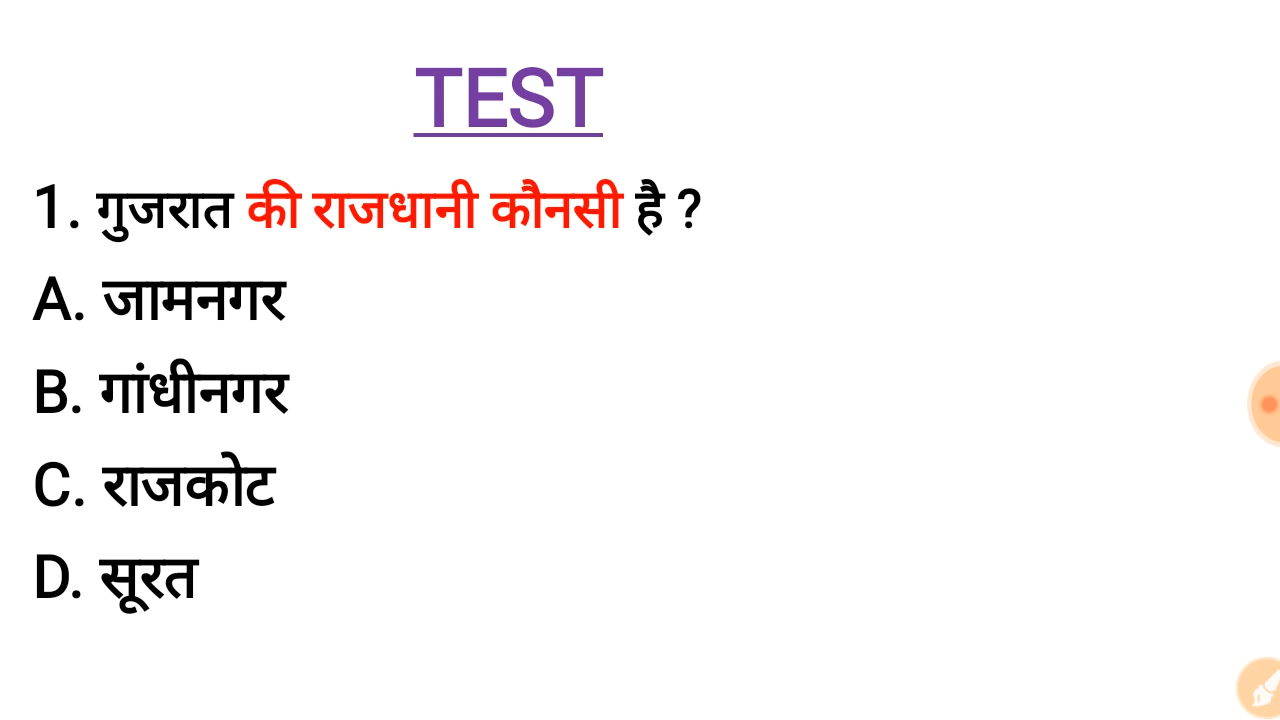 TEST
1. गुजरात की राजधानी कौनसी है ?
A. जामनगर
B. गांधीनगर
C. राजकोट
D. सूरत